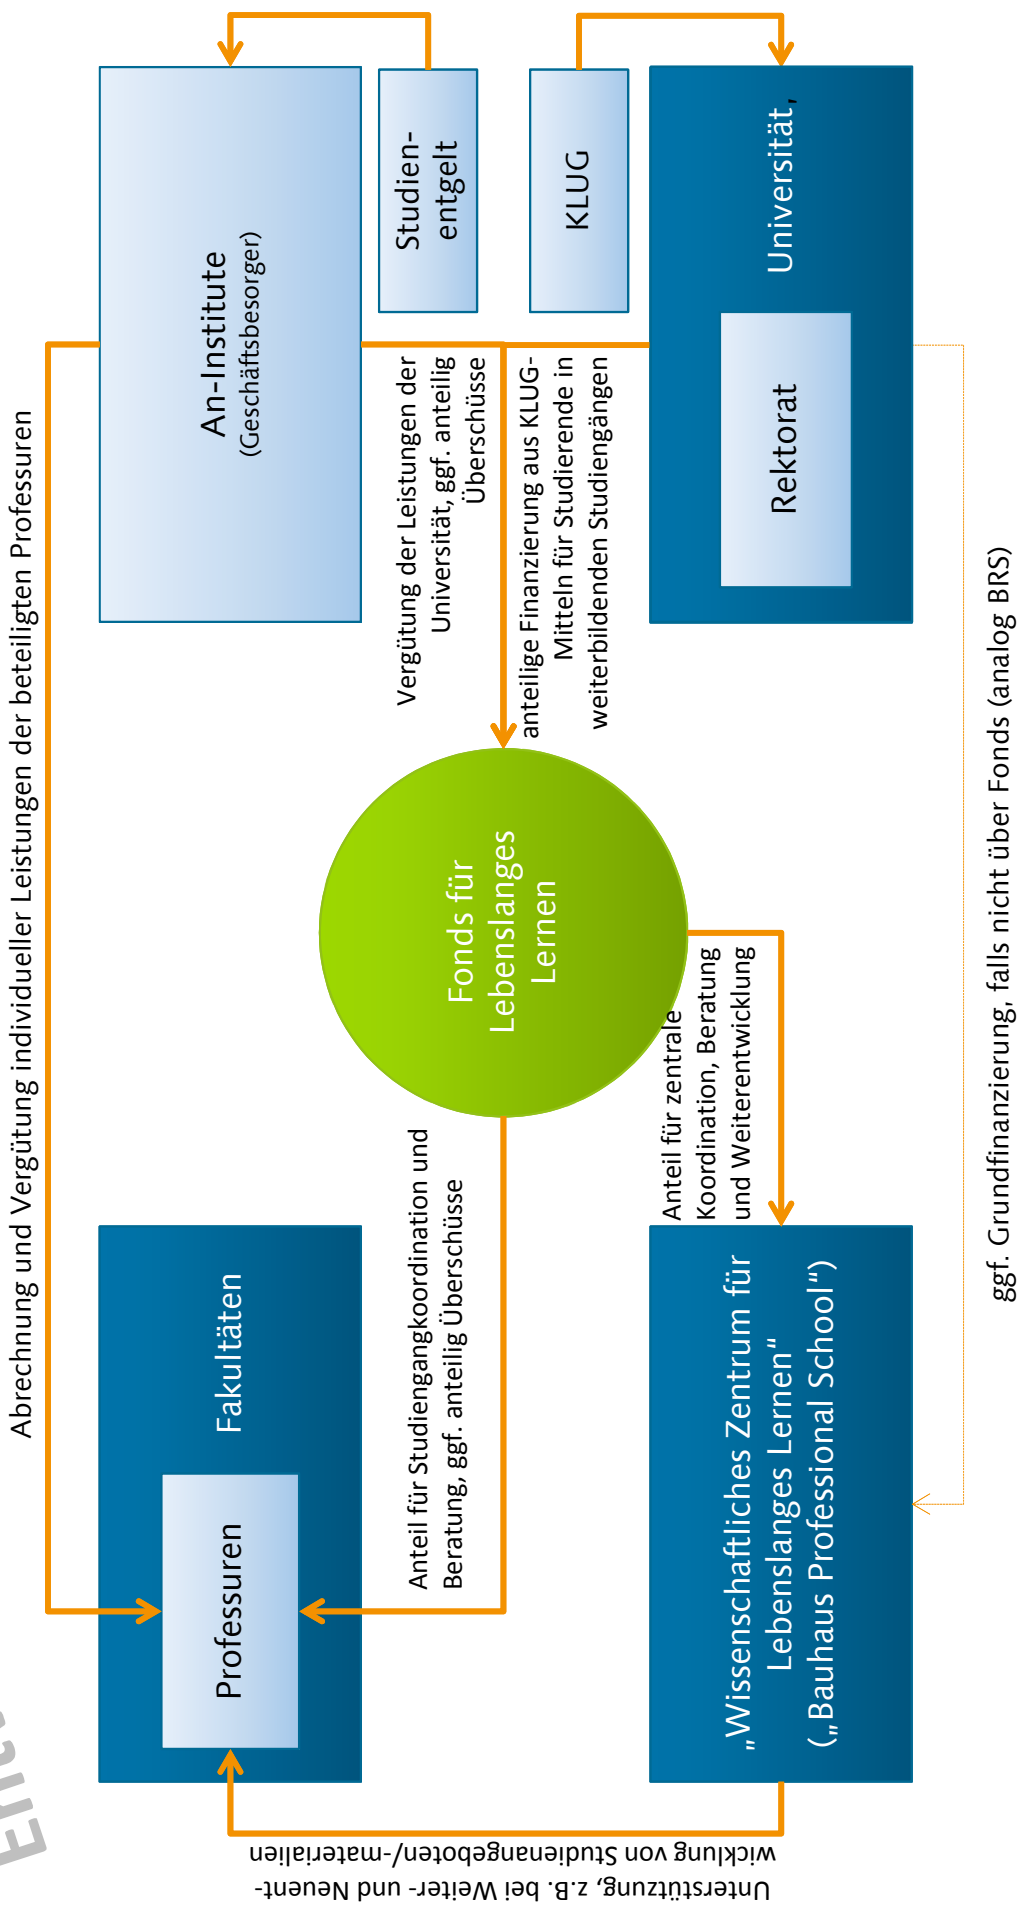 Abrechnung und Vergütung individueller Leistungen der beteiligten Professuren
Professuren
Fakultäten
An-Institute
(Geschäftsbesorger)
Studien-
entgelt
KLUG
Anteil für Studiengangkoordination und
Beratung, ggf. anteilig Überschüsse
Fonds für
Lebenslanges
Lernen
Vergütung der Leistungen der
Universität, ggf. anteilig
Überschüsse
anteilige Finanzierung aus KLUG-
Mitteln für Studierende in
weiterbildenden Studiengängen
Unterstützung, z.B. bei Weiter- und Neuent-
wicklung von Studienangeboten/-materialien
Anteil für zentrale
Koordination, Beratung
und Weiterentwicklung
„Wissenschaftliches Zentrum für
Lebenslanges Lernen“
(„Bauhaus Professional School“)
Rektorat
Universität,
ggf. Grundfinanzierung, falls nicht über Fonds (analog BRS)